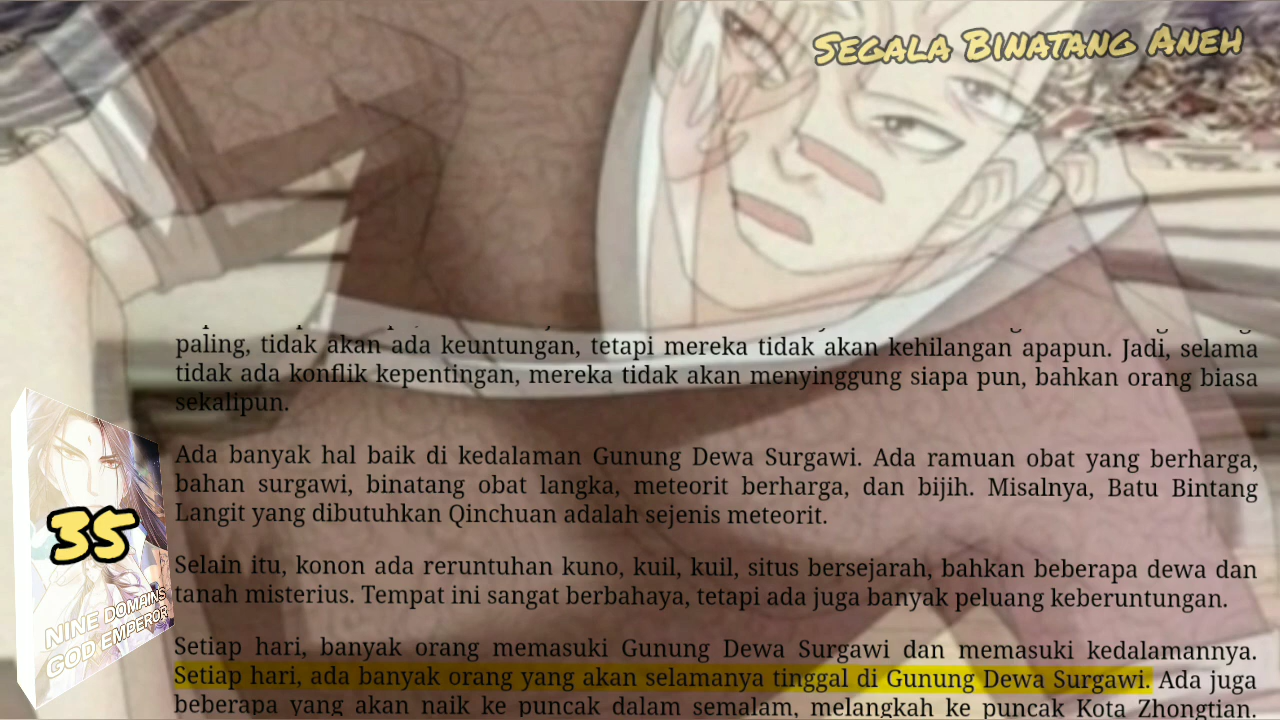 SEGALA BINATANG ANEH
paling, tidak akan ada keuntungan, tetapi mereka tidak akan kehilangan apapun. Jadi, selama
tidak ada konflik kepentingan, mereka tidak akan menyinggung siapa pun, bahkan orang biasa
sekalipun.
Ada banyak hal baik di kedalaman Gunung Dewa Surgawi. Ada ramuan obat yang berharga,
bahan surgawi, binatang obat langka, meteorit berharga, dan bijih. Misalnya, Batu Bintang
Langit yang dibutuhkan Qinchuan adalah sejenis meteorit.
Selain itu, konon ada reruntuhan kuno, kuil, kuil, situs bersejarah, bahkan beberapa dewa dan
tanah misterius. Tempat ini sangat berbahaya, tetapi ada juga banyak peluang keberuntungan.
Setiap hari, banyak orang memasuki Gunung Dewa Surgawi dan memasuki kedalamannya.
Setiap hari, ada banyak orang yang akan selamanya tinggal di Gunung Dewa Surgawi. Ada juga
beberapa yang akan naik ke puncak dalam semalam, melangkah ke puncak Kota Zhongtian.
35
NINE DOMAINS
GOD EMPEROR